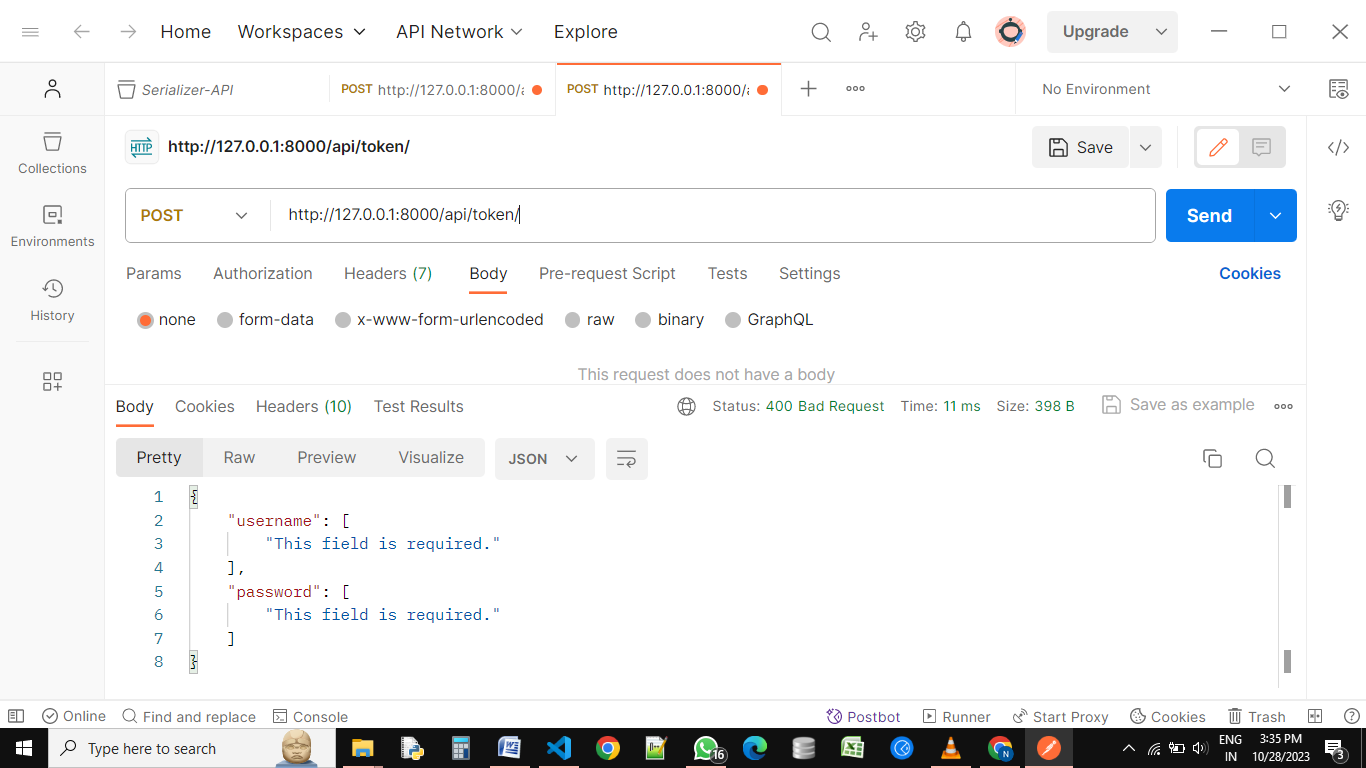 Home Workspaces API Network Explore Upgrade
Serializer-API POST http://127.0.0.1:8000/a POST http://127.0.0.1:8000/a No Environment
HTTP http://127.0.0.1:8000/api/token/ Save
Collections
POST http://127.0.0.1:8000/api/token/ Send
Environments
Params Authorization Headers (7) Body Pre-request Script Tests Settings Cookies
History
none form-data x-www-form-urlencoded raw binary GraphQL
This request does not have a body
Body Cookies Headers (10) Test Results Status: 400 Bad Request Time: 11 ms Size: 398 B Save as example
Pretty Raw Preview Visualize JSON
1 {
2 "username": [
3 "This field is required."
4 ],
5 "password": [
6 "This field is required."
7 ]
8 }
Online Find and replace Console Postbot Runner Start Proxy Cookies Trash
Type here to search 16 N ENG 3:35 PM
IN 10/28/2023 3